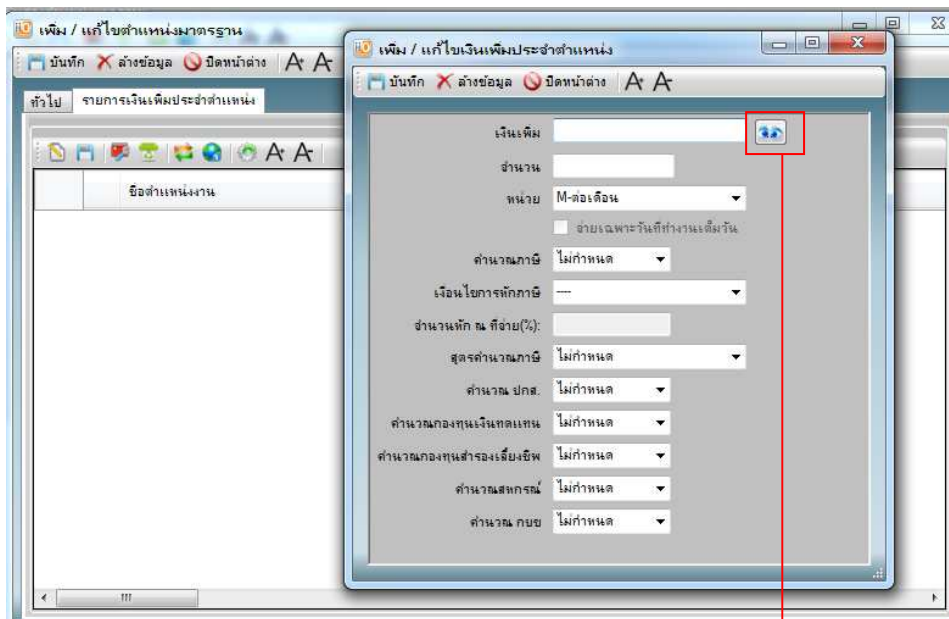 เพิ่ม / แก้ไขตำแหน่งมาตรฐาน
บันทึก ล้างข้อมูล ปิดหน้าต่าง A+ A-
ทั่วไป รายการเงินเพิ่มประจำตำแหน่ง
A+ A-
ชื่อตำแหน่งงาน
เพิ่ม / แก้ไขเงินเพิ่มประจำตำแหน่ง
บันทึก ล้างข้อมูล ปิดหน้าต่าง A+ A-
เงินเพิ่ม
จำนวน
หน่วย M-ต่อเดือน
จ่ายเฉพาะวันที่ทำงานเต็มวัน
คำนวณภาษี ไม่กำหนด
เงื่อนไขการหักภาษี ----
จำนวนหัก ณ ที่จ่าย(%):
สูตรคำนวณภาษี ไม่กำหนด
คำนวณ ปกส. ไม่กำหนด
คำนวณกองทุนเงินทดแทน ไม่กำหนด
คำนวณกองทุนสำรองเลี้ยงชีพ ไม่กำหนด
คำนวณสหกรณ์ ไม่กำหนด
คำนวณ กบข ไม่กำหนด